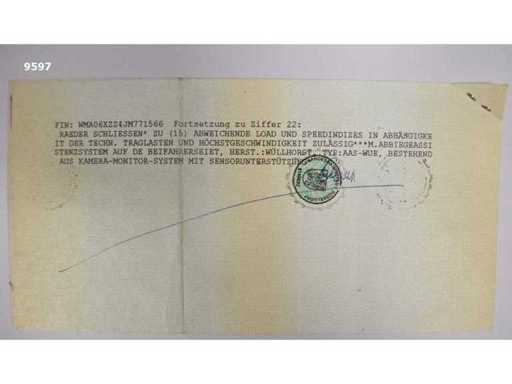 9597
FIN: WMA06XZZ4JM771566 Fortsetzung zu Ziffer 22:
RAEDER SCHLIESSEN* ZU (15) ABWEICHENDE LOAD UND SPEEDINDIZES IN ABHÄNGIGKE
IT DER TECHN. TRAGLASTEN UND HÖCHSTGESCHWINDIGKEIT ZULÄSSIG***M.ABBIEGEASSI
STENZSYSTEM AUF DE BEIFAHRERSEIET, HERST.:WÜLLHORST, TYP:AAS-WUE, BESTEHEND
AUS KAMERA-MONITOR-SYSTEM MIT SENSORUNTERSTÜTZUNG